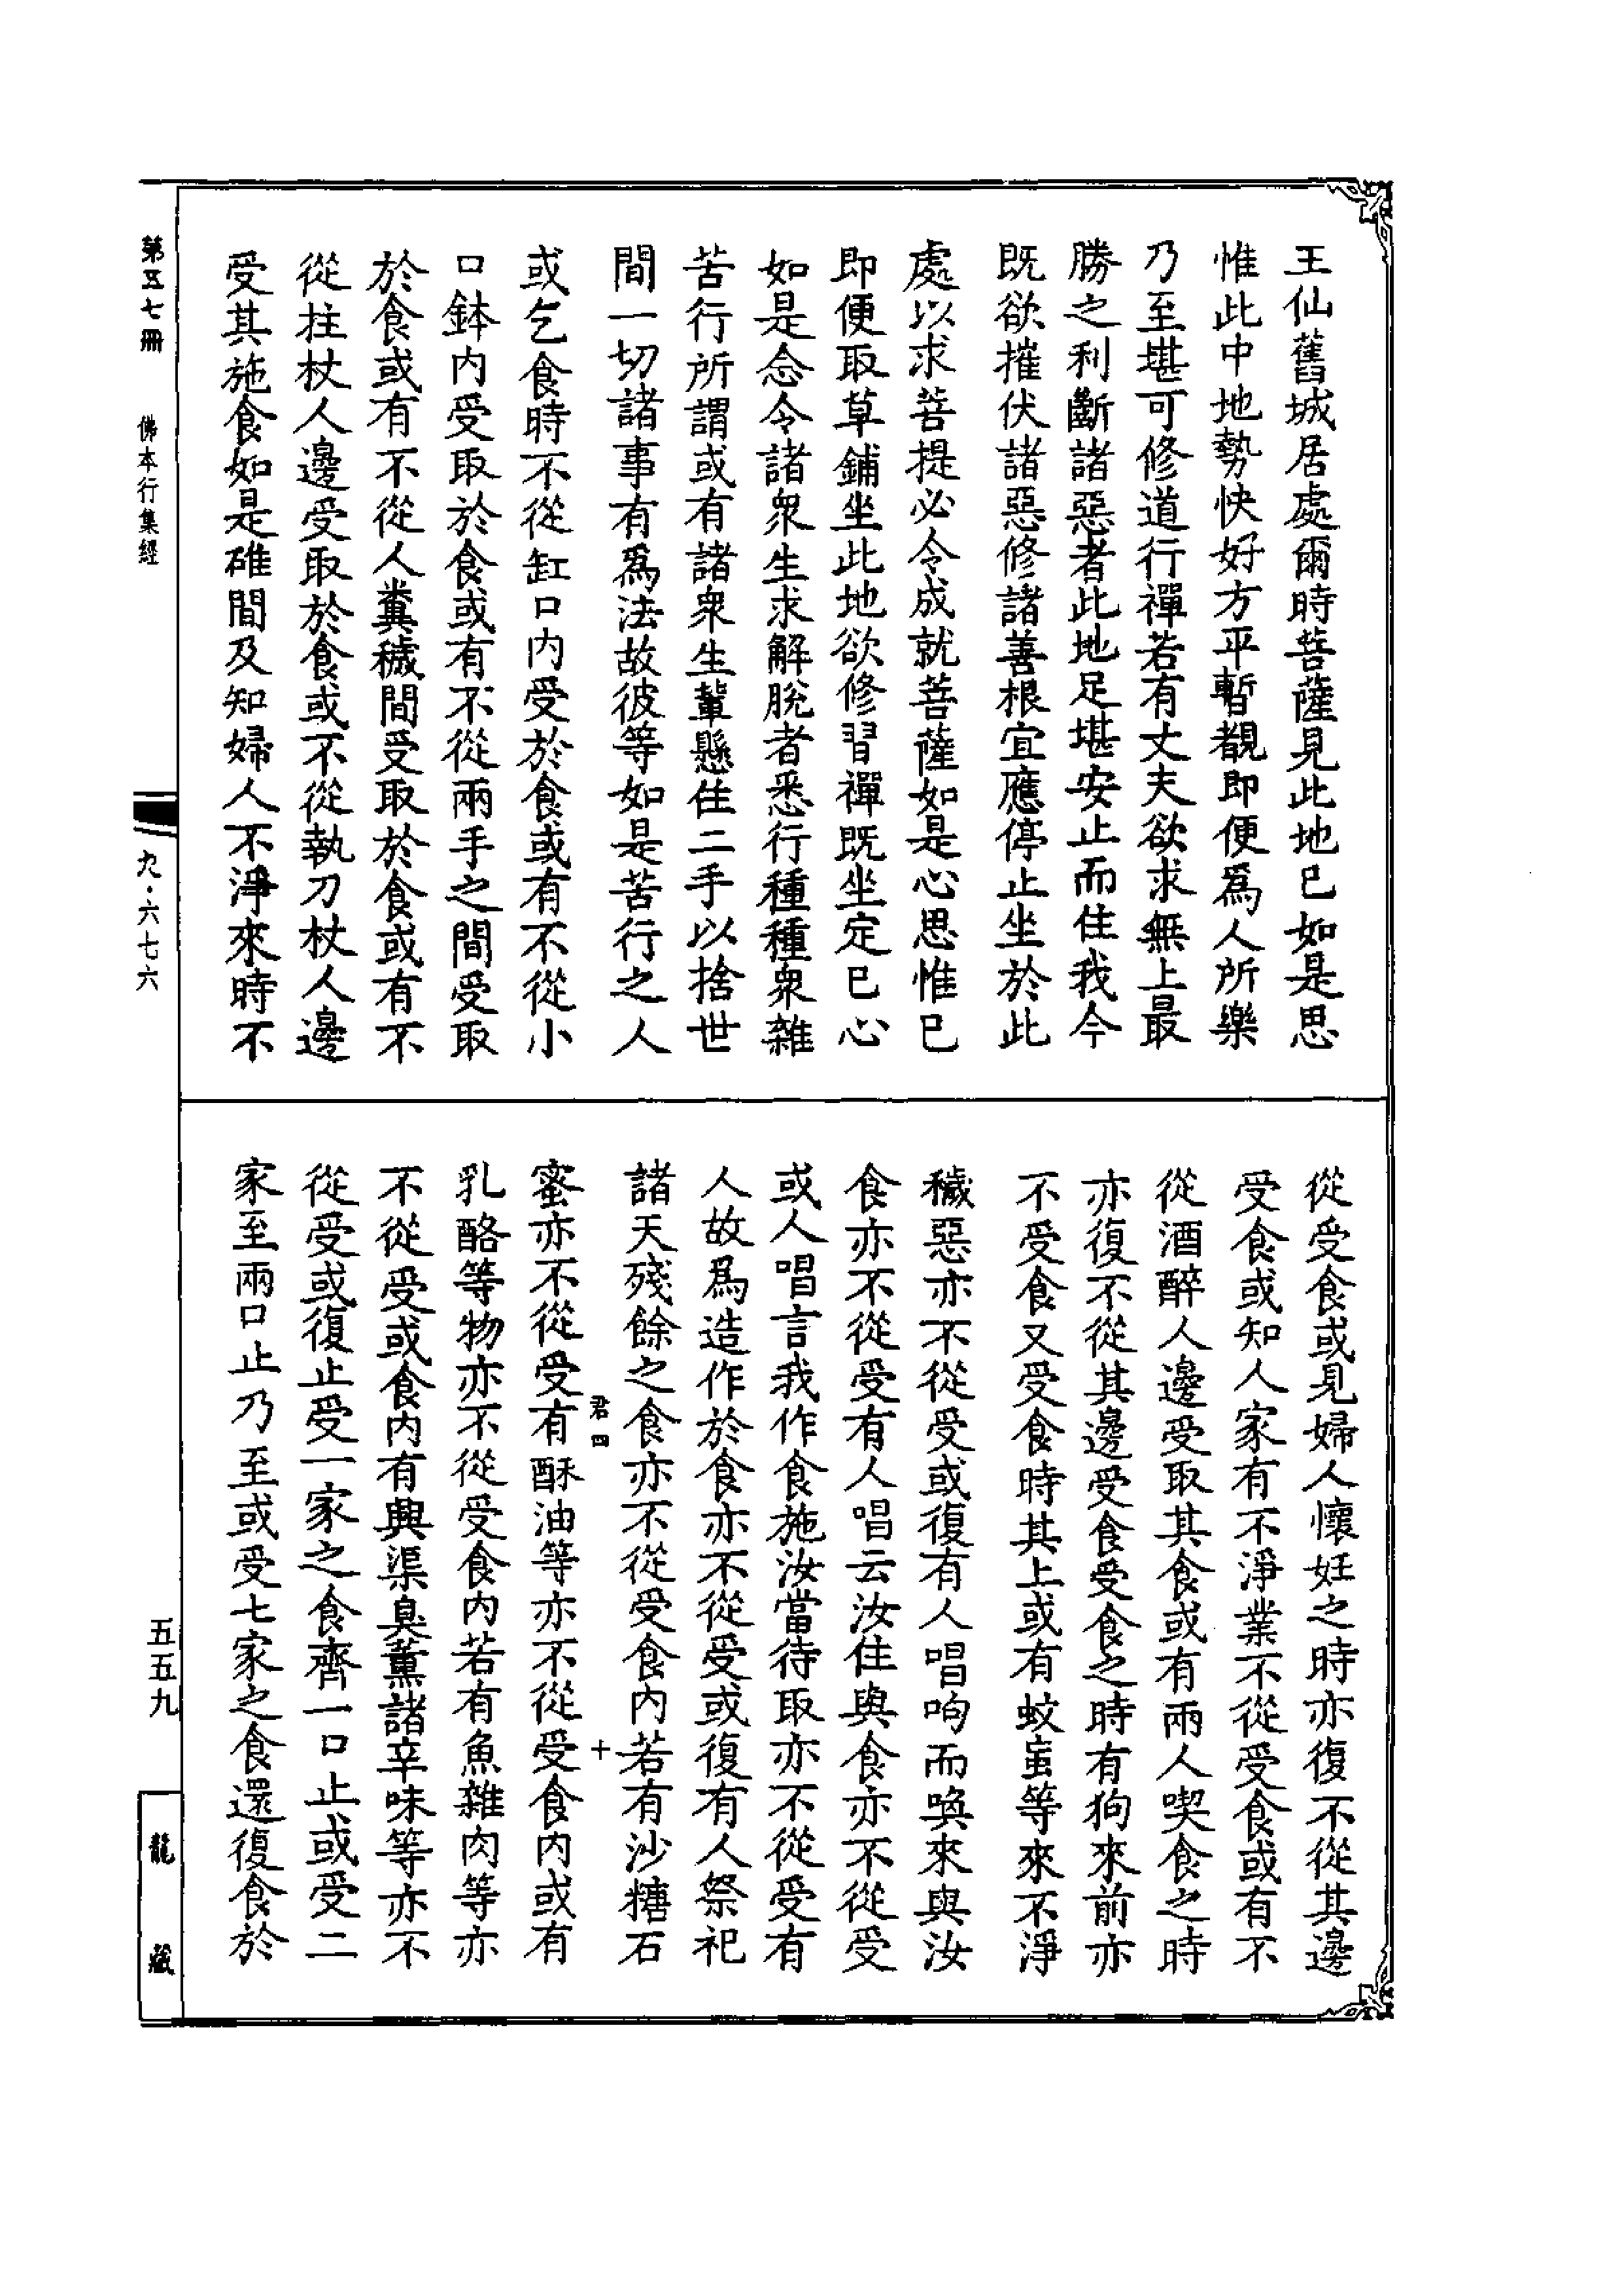 王仙舊城居處爾時菩薩見此地已如是思
惟此中地勢快好方平暫覩即便為人所樂
乃至堪可修道行禪若有丈夫欲求無上最
勝之利斷諸惡者此地足堪安止而住我今
既欲摧伏諸惡修諸善根宜應停止坐於此
處以求菩提必令成就菩薩如是心思惟已
即便取草鋪坐此地欲修習禪既坐定已心
如是念令諸衆生求解脫者悉行種種衆雜
苦行所謂或有諸衆生輩懸住二手以捨世
間一切諸事有為法故彼等如是苦行之人
或乞食時不從缸口內受於食或有不從小
口鉢內受取於食或有不從兩手之間受取
於食或有不從人糞穢間受取於食或有不
從拄杖人邊受取於食或不從執刀杖人邊
受其施食如是碓間及知婦人不淨來時不
從受食或見婦人懷妊之時亦復不從其邊
受食或知人家有不淨業不從受食或有不
從酒醉人邊受取其食或有兩人喫食之時
亦復不從其邊受食受食之時有狗來前亦
不受食又受食時其上或有蚊䖟等來不淨
穢惡亦不從受或復有人唱呴而喚來與汝
食亦不從受有人唱云汝住與食亦不從受
或人唱言我作食施汝當待取亦不從受有
人故為造作於食亦不從受或復有人祭祀
諸天殘餘之食亦不從受食內若有沙糖石
蜜亦不從受有酥油等亦不從受食內或有
乳酪等物亦不從受食內若有魚雜肉等亦
不從受或食內有興渠臭薰諸辛味等亦不
從受或復止受一家之食齊一口止或受二
家至兩口止乃至或受七家之食還復食於
君四
十
第五七冊
佛本行集經
九·六七六
五五九
龍藏